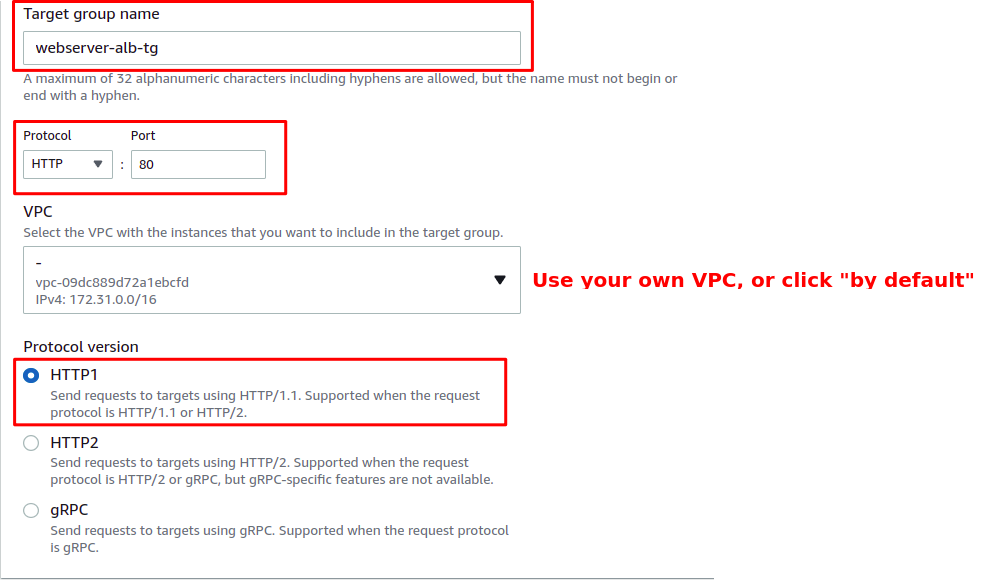 Target group name
webserver-alb-tg
A maximum of 32 alphanumeric characters including hyphens are allowed, but the name must not begin or
end with a hyphen.
Protocol Port
HTTP : 80
VPC
Select the VPC with the instances that you want to include in the target group.
-
vpc-09dc889d72a1ebcfd
IPv4: 172.31.0.0/16
Use your own VPC, or click "by default"
Protocol version
HTTP1
Send requests to targets using HTTP/1.1. Supported when the request
protocol is HTTP/1.1 or HTTP/2.
HTTP2
Send requests to targets using HTTP/2. Supported when the request
protocol is HTTP/2 or gRPC, but gRPC-specific features are not available.
gRPC
Send requests to targets using gRPC. Supported when the request protocol
is gRPC.